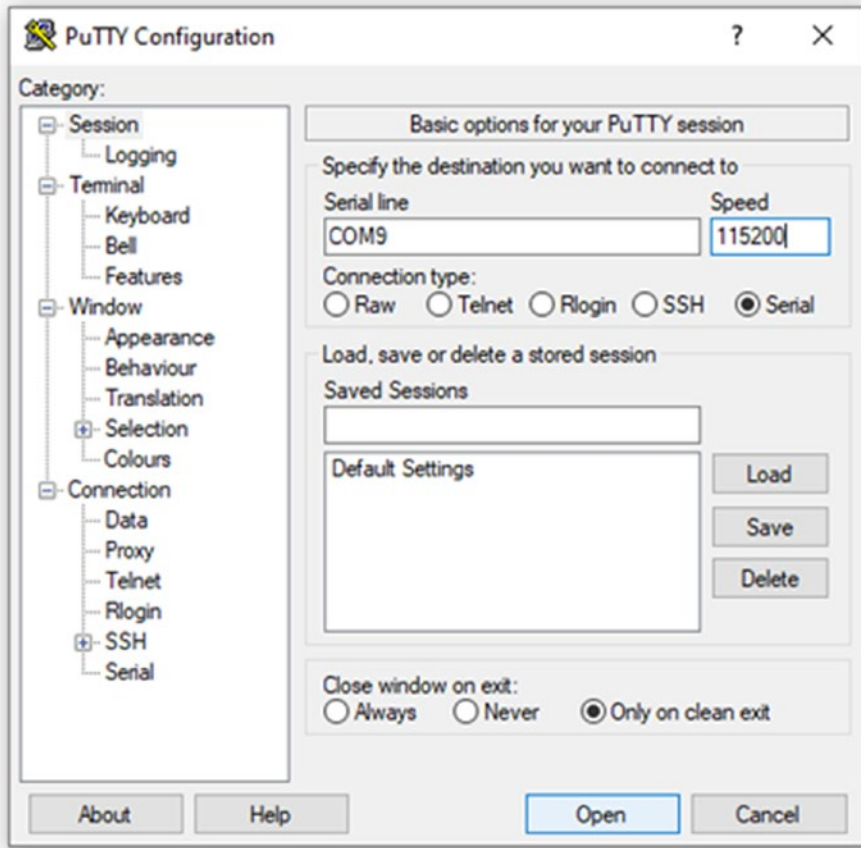 PuTTY Configuration
?
Category:
Session
Logging
Terminal
Keyboard
Bell
Features
Window
Appearance
Behaviour
Translation
Selection
Colours
Connection
Data
Proxy
Telnet
Rlogin
SSH
Serial
Basic options for your PuTTY session
Specify the destination you want to connect to
Serial line Speed
COM9 115200
Connection type:
Raw Telnet Rlogin SSH Serial
Load, save or delete a stored session
Saved Sessions
Default Settings
Load
Save
Delete
Close window on exit:
Always Never Only on clean exit
About Help Open Cancel